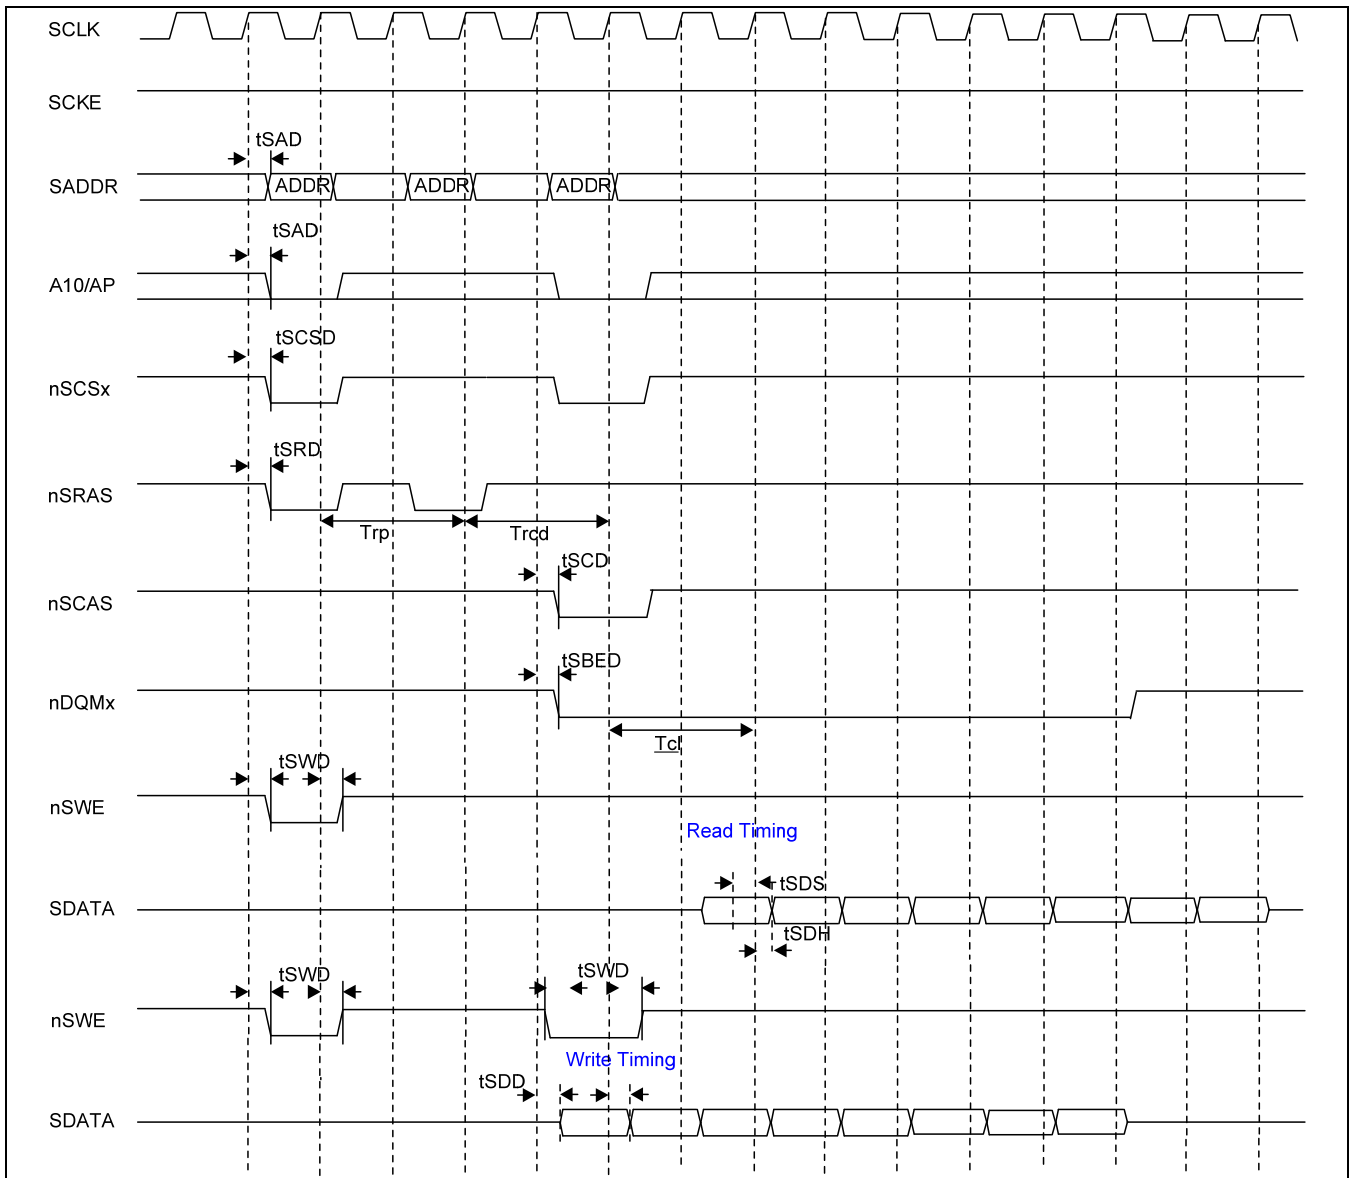 SCLK
SCKE
tSAD
SADDR ADDR ADDR ADDR
tSAD
A10/AP
tSCSD
nSCSx
tSRD
nSRAS
Trp Trcd
tSCD
nSCAS
tSBED
nDQMx
Tcl
tSWD
nSWE
Read Timing
tSDS
SDATA
tSDH
tSWD tSWD
nSWE
Write Timing
tSDD
SDATA